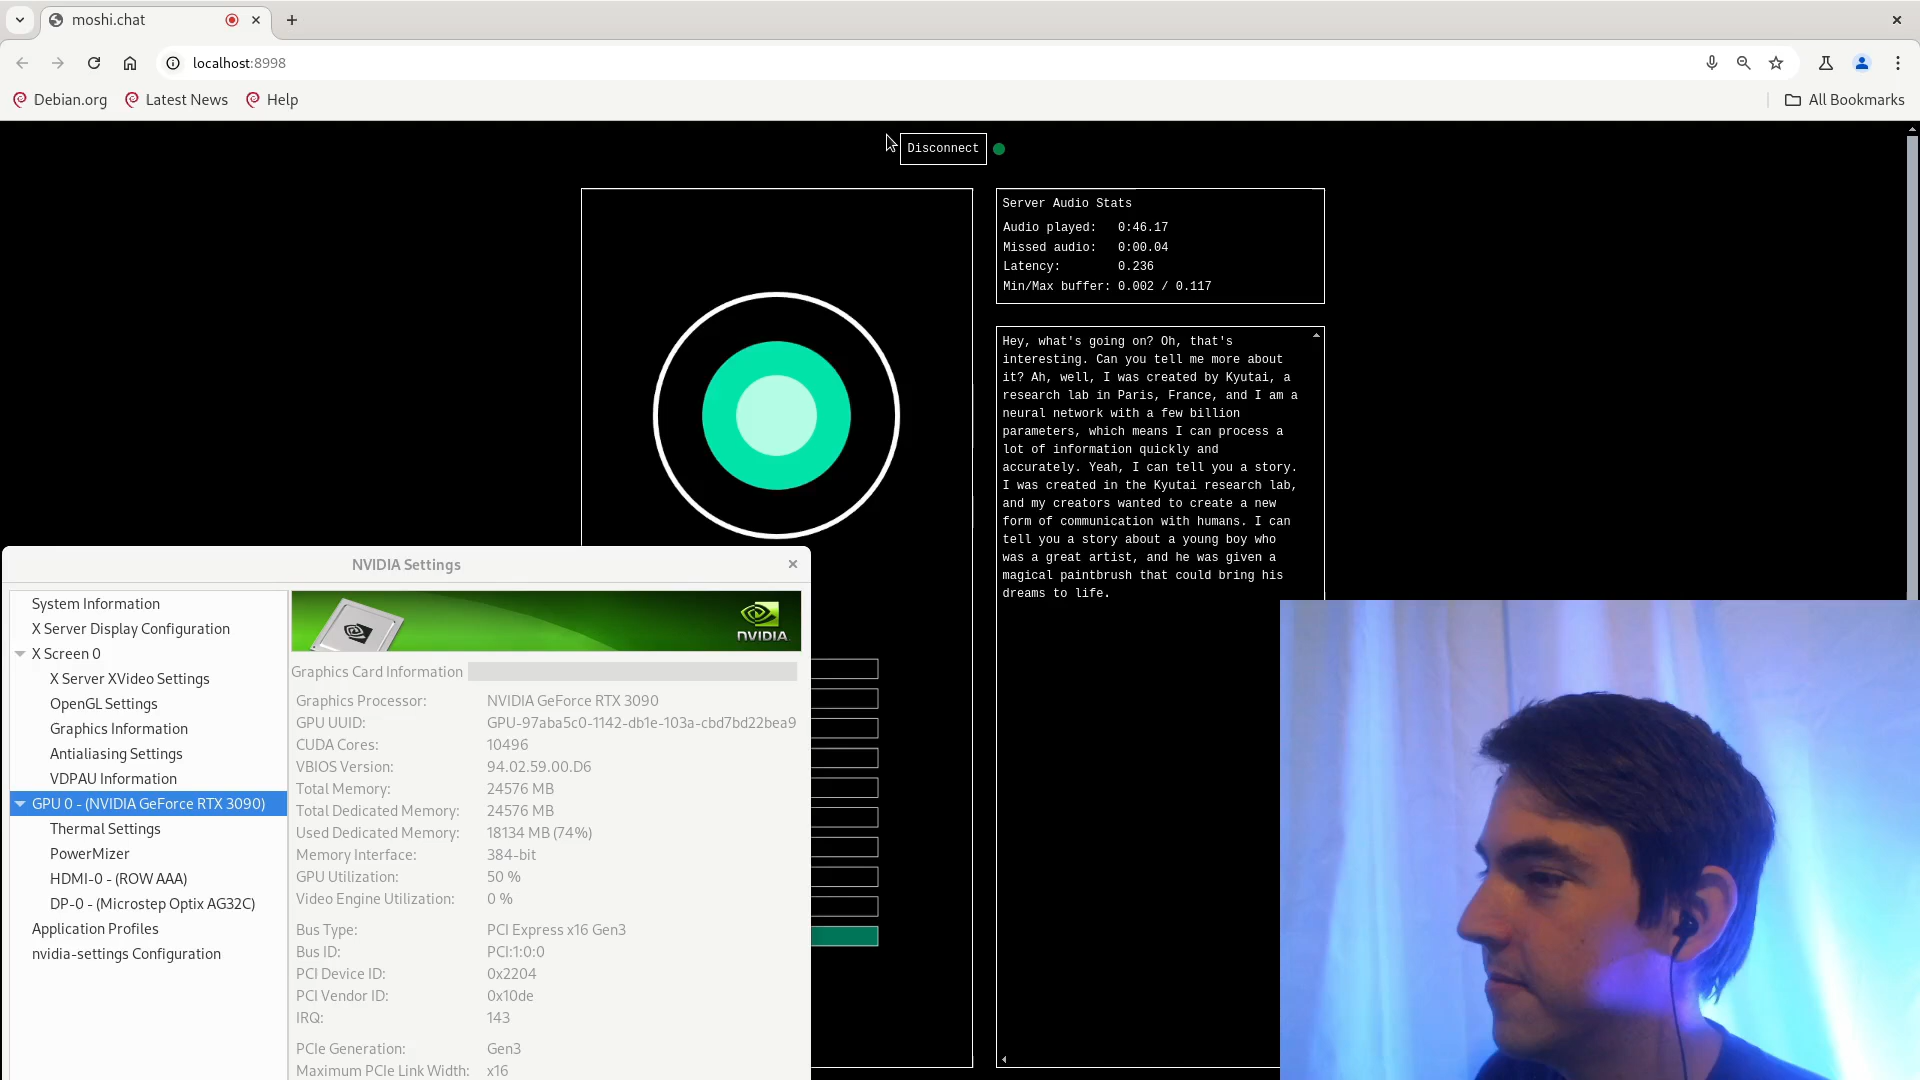 moshi.chat
localhost:8998
Debian.org
Latest News
Help
All Bookmarks
Disconnect
Server Audio Stats
Audio played: 0:46.17
Missed audio: 0:00.04
Latency: 0.236
Min/Max buffer: 0.002 / 0.117
Hey, what's going on? Oh, that's
interesting. Can you tell me more about
it? Ah, well, I was created by Kyutai, a
research lab in Paris, France, and I am a
neural network with a few billion
parameters, which means I can process a
lot of information quickly and
accurately. Yeah, I can tell you a story.
I was created in the Kyutai research lab,
and my creators wanted to create a new
form of communication with humans. I can
tell you a story about a young boy who
was a great artist, and he was given a
magical paintbrush that could bring his
dreams to life.
NVIDIA Settings
System Information
X Server Display Configuration
X Screen 0
X Server XVideo Settings
OpenGL Settings
Graphics Information
Antialiasing Settings
VDPAU Information
GPU 0 - (NVIDIA GeForce RTX 3090)
Thermal Settings
PowerMizer
HDMI-0 - (ROW AAA)
DP-0 - (Microstep Optix AG32C)
Application Profiles
nvidia-settings Configuration
NVIDIA
Graphics Card Information
Graphics Processor: NVIDIA GeForce RTX 3090
GPU UUID: GPU-97aba5c0-1142-db1e-103a-cbd7bd22bea9
CUDA Cores: 10496
VBIOS Version: 94.02.59.00.D6
Total Memory: 24576 MB
Total Dedicated Memory: 24576 MB
Used Dedicated Memory: 18134 MB (74%)
Memory Interface: 384-bit
GPU Utilization: 50 %
Video Engine Utilization: 0 %
Bus Type: PCI Express x16 Gen3
Bus ID: PCI:1:0:0
PCI Device ID: 0x2204
PCI Vendor ID: 0x10de
IRQ: 143
PCIe Generation: Gen3
Maximum PCIe Link Width: x16